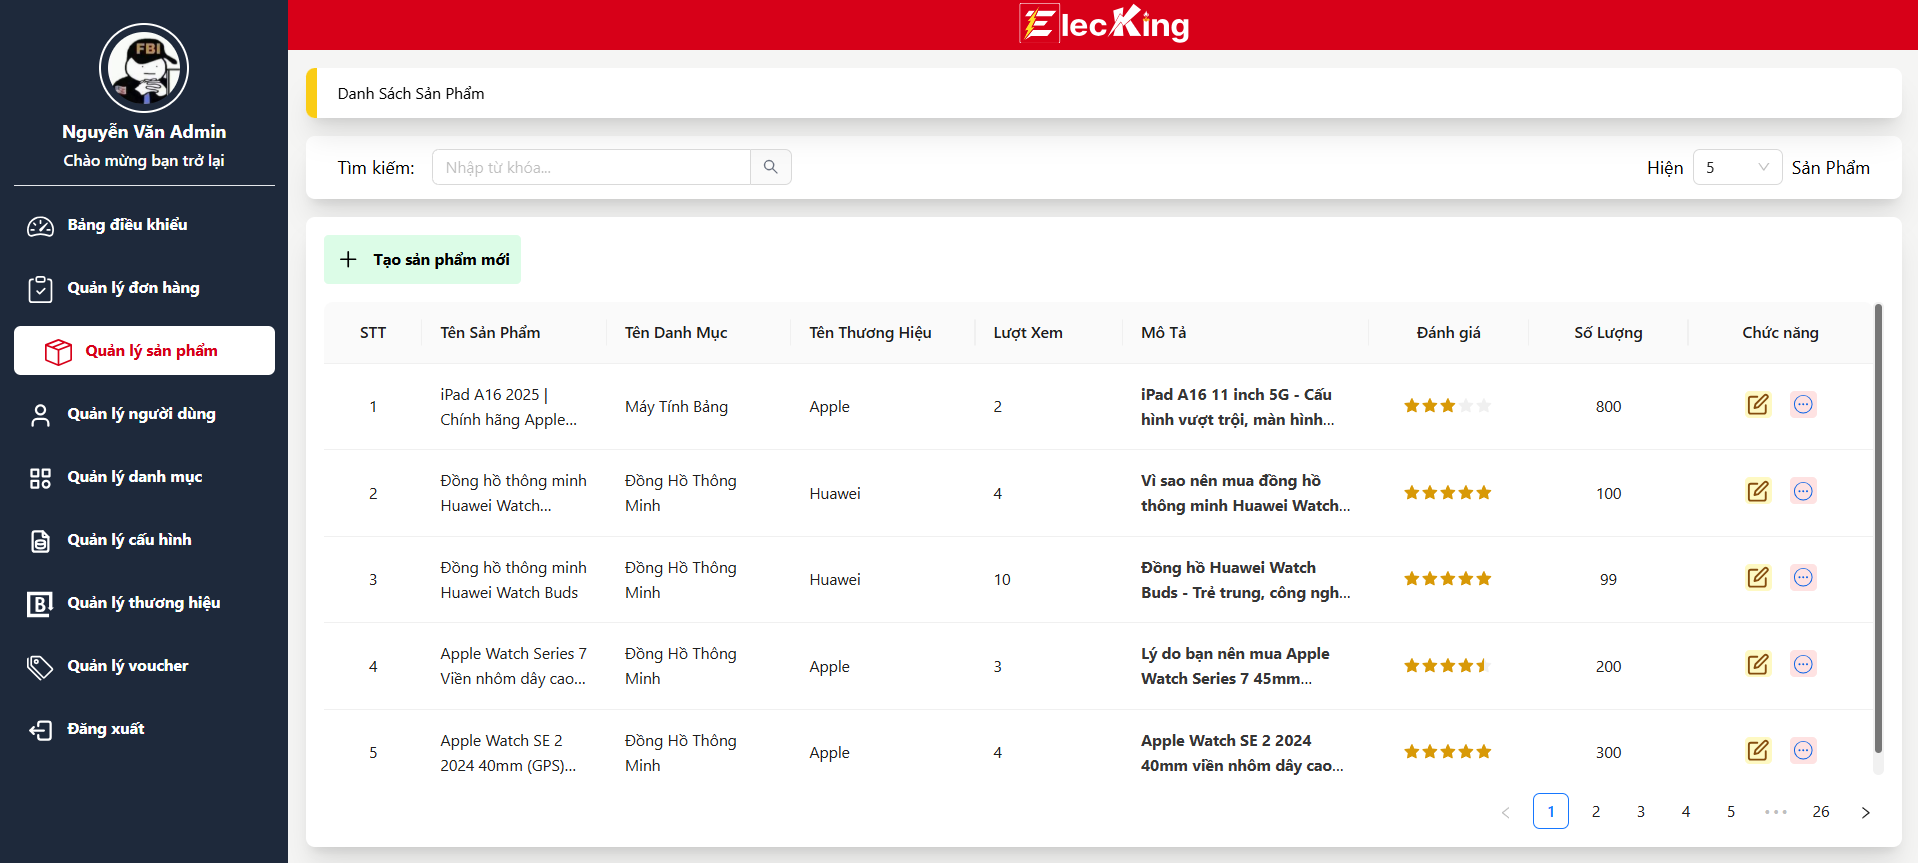 FBI
Nguyễn Văn Admin
Chào mừng bạn trở lại
Bảng điều khiểu
Quản lý đơn hàng
Quản lý sản phẩm
Quản lý người dùng
Quản lý danh mục
Quản lý cấu hình
Quản lý thương hiệu
Quản lý voucher
Đăng xuất
ElecKing
Danh Sách Sản Phẩm
Tìm kiếm: Nhập từ khóa... Hiện 5 Sản Phẩm
Tạo sản phẩm mới
STT Tên Sản Phẩm Tên Danh Mục Tên Thương Hiệu Lượt Xem Mô Tả Đánh giá Số Lượng Chức năng
iPad A16 2025 | iPad A16 11 inch 5G - Cấu
1 Máy Tính Bảng Apple 2 800
Chính hãng Apple... hình vượt trội, màn hình...
Đồng hồ thông minh Đồng Hồ Thông Vì sao nên mua đồng hồ
2 Huawei 4 100
Huawei Watch... Minh thông minh Huawei Watch...
Đồng hồ thông minh Đồng Hồ Thông Đồng hồ Huawei Watch
3 Huawei 10 99
Huawei Watch Buds Minh Buds - Trẻ trung, công ngh...
Apple Watch Series 7 Đồng Hồ Thông Lý do bạn nên mua Apple
4 Apple 3 200
Viền nhôm dây cao... Minh Watch Series 7 45mm...
Apple Watch SE 2 Đồng Hồ Thông Apple Watch SE 2 2024
5 Apple 4 300
2024 40mm (GPS)... Minh 40mm viền nhôm dây cao...
1 2 3 4 5 ••• 26